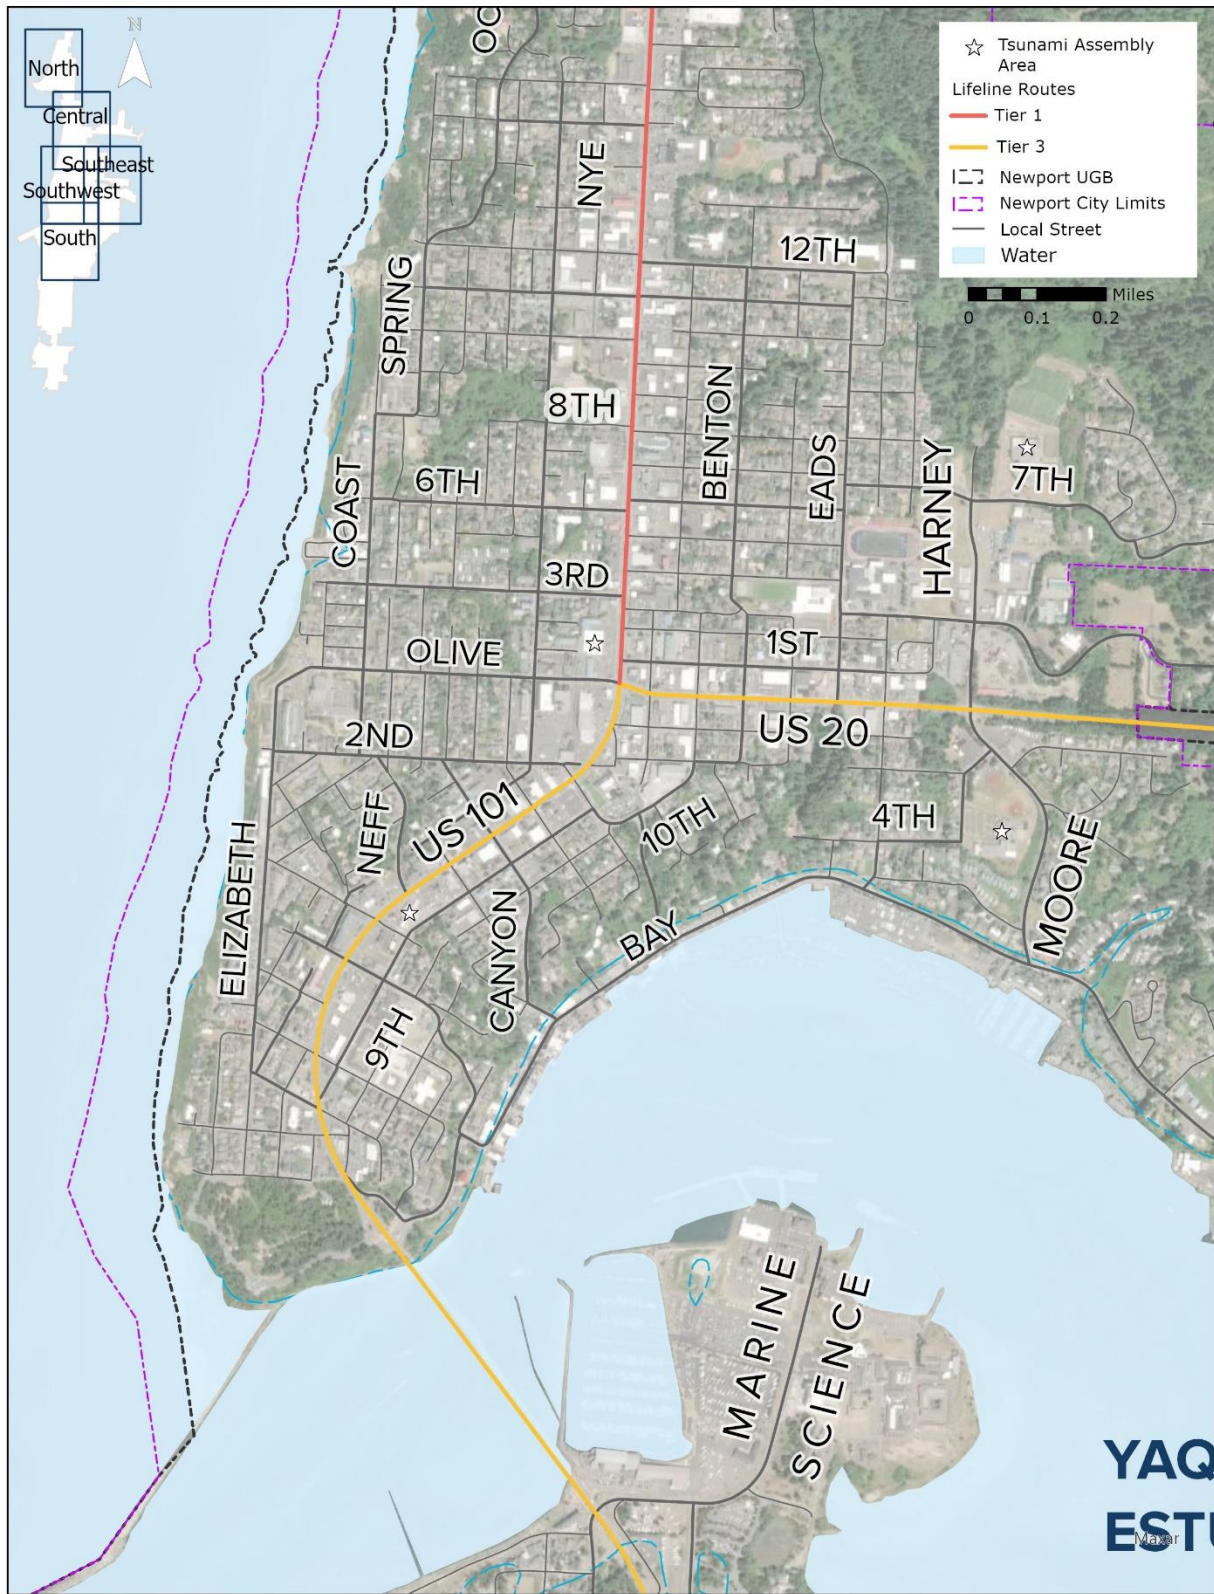 N
North
Central
Southeast
Southwest
South
Tsunami Assembly
Area
Lifeline Routes
Tier 1
Tier 3
Newport UGB
Newport City Limits
Local Street
Water
Miles
0 0.1 0.2
OC
NYE
12TH
SPRING
8TH
BENTON
EADS
HARNEY
7TH
6TH
COAST
3RD
1ST
OLIVE
US 20
2ND
NEFF
US 101
10TH
4TH
MOORE
ELIZABETH
CANYON
BAY
9TH
MARINE
SCIENCE
YAQ
ESTU
Maxar